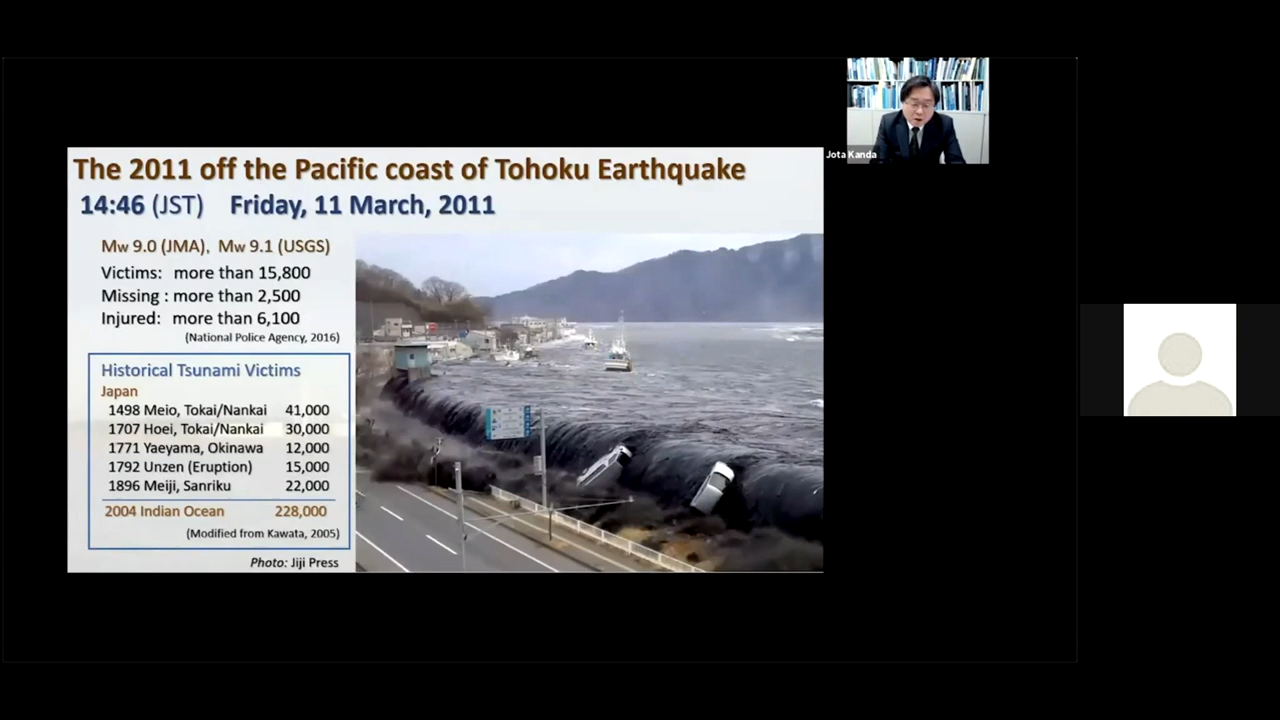 The 2011 off the Pacific coast of Tohoku Earthquake
14:46 (JST) Friday, 11 March, 2011
Mw 9.0 (JMA), Mw 9.1 (USGS)
Victims: more than 15,800
Missing : more than 2,500
Injured: more than 6,100
(National Police Agency, 2016)
Historical Tsunami Victims
Japan
1498 Meio, Tokai/Nankai 41,000
1707 Hoei, Tokai/Nankai 30,000
1771 Yaeyama, Okinawa 12,000
1792 Unzen (Eruption) 15,000
1896 Meiji, Sanriku 22,000
2004 Indian Ocean 228,000
(Modified from Kawata, 2005)
Photo: Jiji Press
Jota Kanda